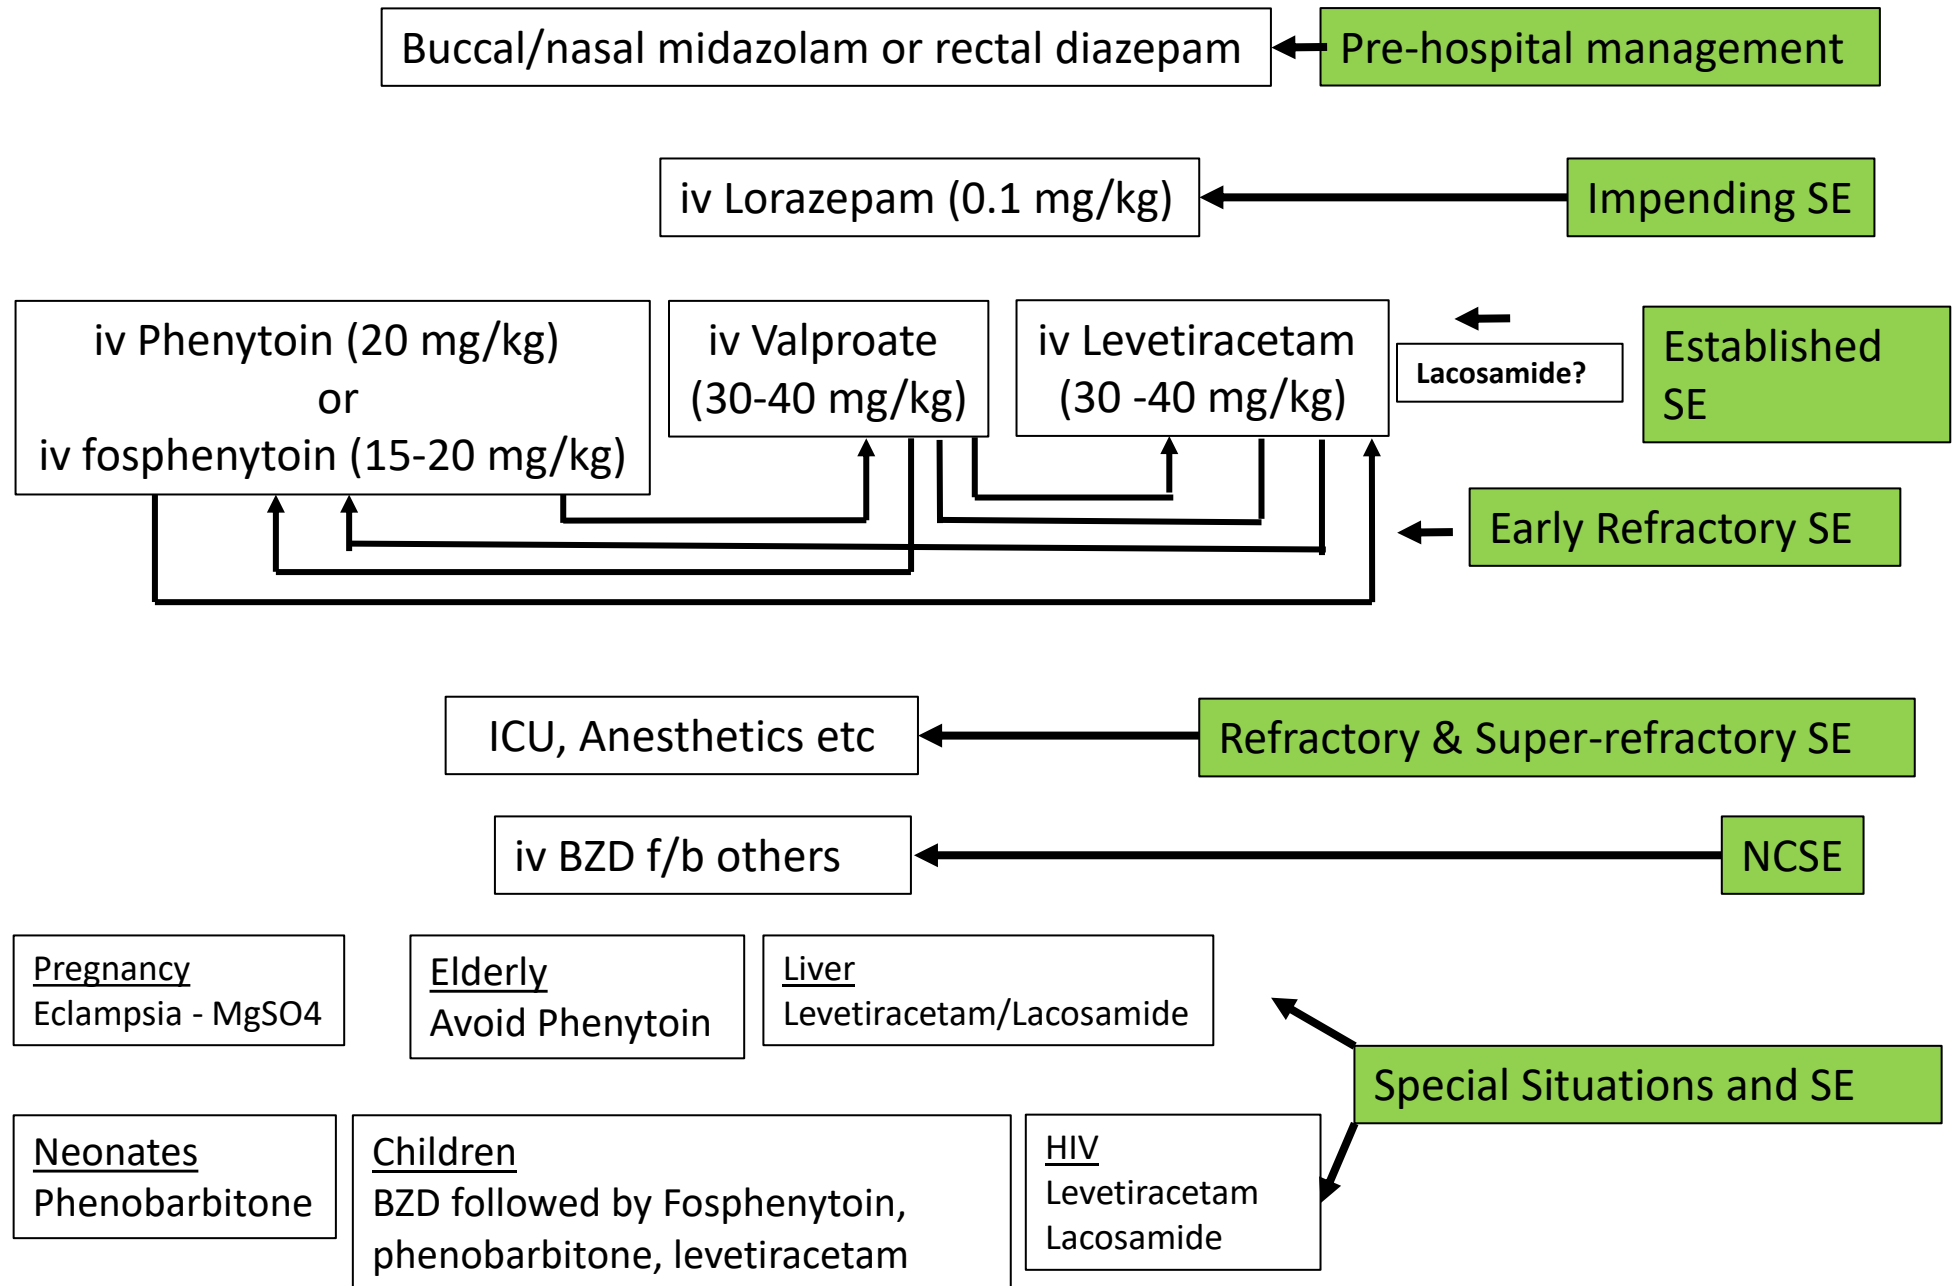 Buccal/nasal midazolam or rectal diazepam
Pre-hospital management
iv Lorazepam (0.1 mg/kg)
Impending SE
iv Phenytoin (20 mg/kg)
or
iv fosphenytoin (15-20 mg/kg)
iv Valproate
(30-40 mg/kg)
iv Levetiracetam
(30 -40 mg/kg)
Lacosamide?
Established
SE
Early Refractory SE
ICU, Anesthetics etc
Refractory & Super-refractory SE
iv BZD f/b others
NCSE
Pregnancy
Eclampsia - MgSO4
Elderly
Avoid Phenytoin
Liver
Levetiracetam/Lacosamide
Special Situations and SE
Neonates
Phenobarbitone
Children
BZD followed by Fosphenytoin,
phenobarbitone, levetiracetam
HIV
Levetiracetam
Lacosamide